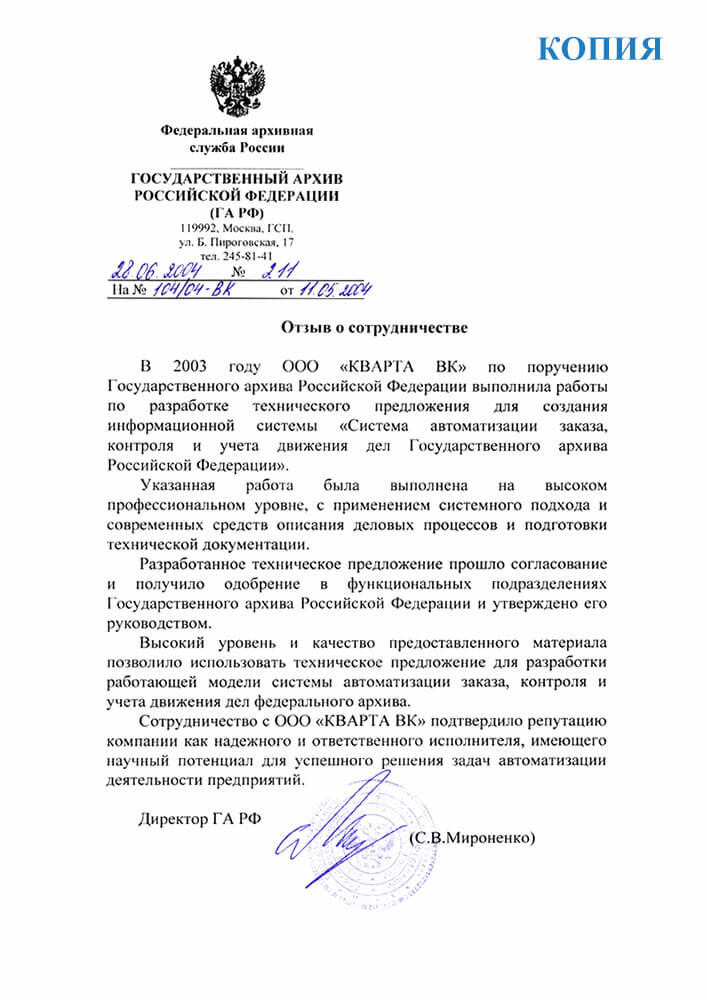 КОПИЯ
Федеральная архивная
служба России
ГОСУДАРСТВЕННЫЙ АРХИВ
РОССИЙСКОЙ ФЕДЕРАЦИИ
(ГА РФ)
119992, Москва, ГСП,
ул. Б. Пироговская, 17
тел. 245-81-41
28.06.2004 № 211
На № 104/04-ВК от 11.05.2004
Отзыв о сотрудничестве
В 2003 году ООО «КВАРТА ВК» по поручению
Государственного архива Российской Федерации выполнила работы
по разработке технического предложения для создания
информационной системы «Система автоматизации заказа,
контроля и учета движения дел Государственного архива
Российской Федерации».
Указанная работа была выполнена на высоком
профессиональном уровне, с применением системного подхода и
современных средств описания деловых процессов и подготовки
технической документации.
Разработанное техническое предложение прошло согласование
и получило одобрение в функциональных подразделениях
Государственного архива Российской Федерации и утверждено его
руководством.
Высокий уровень и качество предоставленного материала
позволило использовать техническое предложение для разработки
работающей модели системы автоматизации заказа, контроля и
учета движения дел федерального архива.
Сотрудничество с ООО «КВАРТА ВК» подтвердило репутацию
компании как надежного и ответственного исполнителя, имеющего
научный потенциал для успешного решения задач автоматизации
деятельности предприятий.
Директор ГА РФ
(С.В.Мироненко)